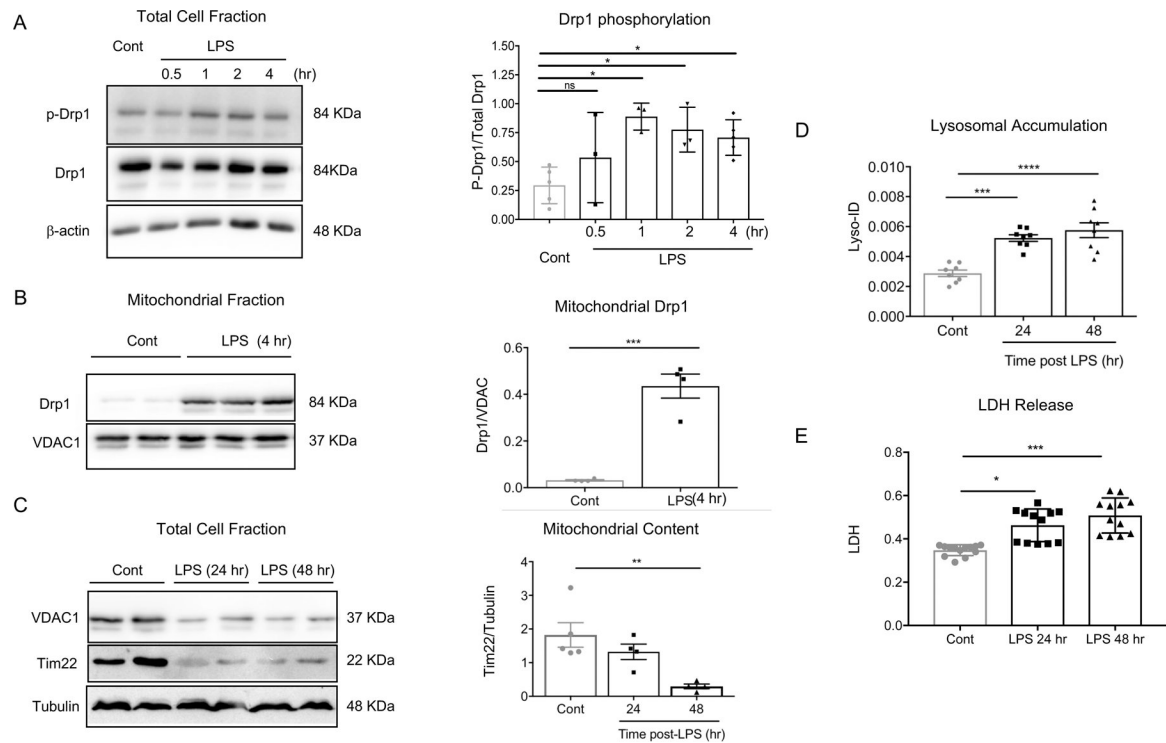 A
Total Cell Fraction
Cont LPS
0.5 1 2 4 (hr)
p-Drp1 84 KDa
Drp1 84KDa
β-actin 48 KDa
Drp1 phosphorylation
P-Drp1/Total Drp1
1.50
1.25
1.00
0.75
0.50
0.25
0.00
*
*
*
ns
0.5 1 2 4 (hr)
Cont LPS
B
Mitochondrial Fraction
Cont LPS (4 hr)
Drp1 84 KDa
VDAC1 37 KDa
Mitochondrial Drp1
Drp1/VDAC
0.6
0.4
0.2
0.0
***
Cont LPS(4 hr)
C
Total Cell Fraction
Cont LPS (24 hr) LPS (48 hr)
VDAC1 37 KDa
Tim22 22 KDa
Tubulin 48 KDa
Mitochondrial Content
Tim22/Tubulin
4
3
2
1
0
**
Cont 24 48
Time post-LPS (hr)
D
Lysosomal Accumulation
Lyso-ID
0.010
0.008
0.006
0.004
0.002
0.000
****
***
Cont 24 48
Time post LPS (hr)
E
LDH Release
LDH
0.8
0.6
0.4
0.2
0.0
***
*
Cont LPS 24 hr LPS 48 hr